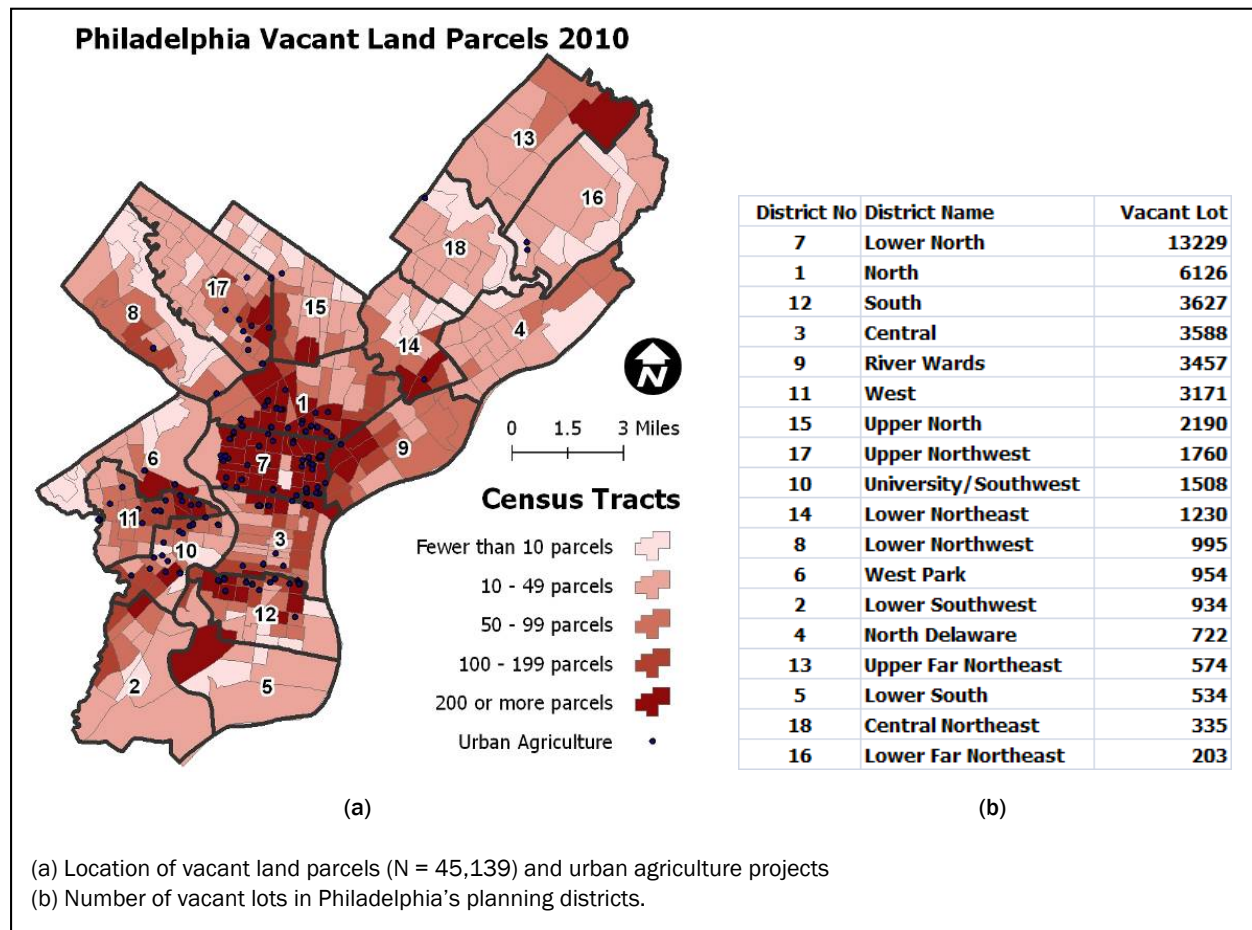 Philadelphia Vacant Land Parcels 2010
13
16
18
17
15
8
4
14
1
9
7
6
11
3
10
12
2
5
N
0 1.5 3 Miles
Census Tracts
Fewer than 10 parcels
10 - 49 parcels
50 - 99 parcels
100 - 199 parcels
200 or more parcels
Urban Agriculture
(a)
District No District Name Vacant Lot
7 Lower North 13229
1 North 6126
12 South 3627
3 Central 3588
9 River Wards 3457
11 West 3171
15 Upper North 2190
17 Upper Northwest 1760
10 University/Southwest 1508
14 Lower Northeast 1230
8 Lower Northwest 995
6 West Park 954
2 Lower Southwest 934
4 North Delaware 722
13 Upper Far Northeast 574
5 Lower South 534
18 Central Northeast 335
16 Lower Far Northeast 203
(b)
(a) Location of vacant land parcels (N = 45,139) and urban agriculture projects
(b) Number of vacant lots in Philadelphia’s planning districts.